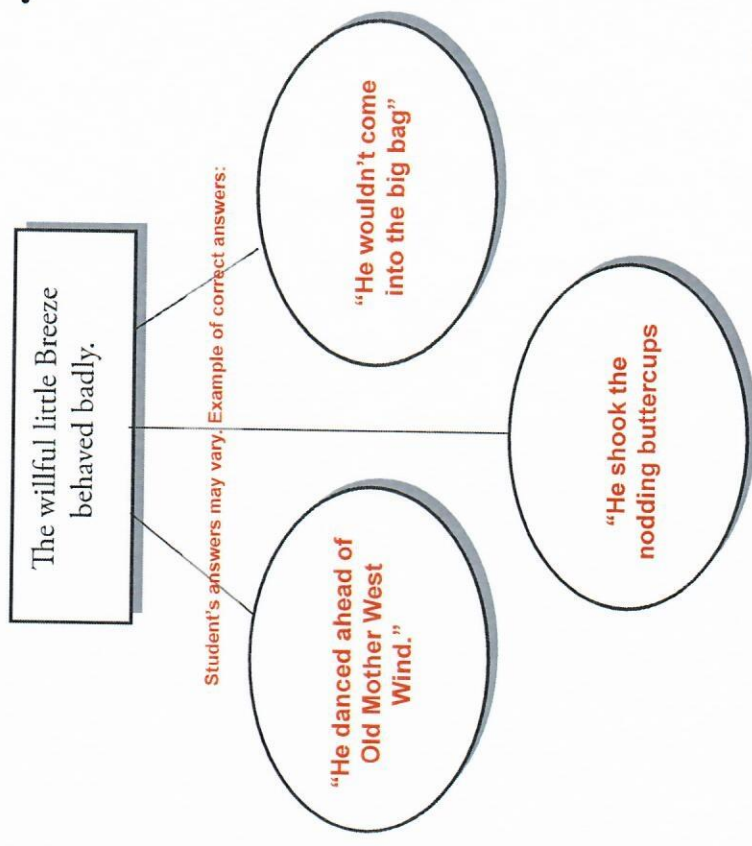 The willful little Breeze
behaved badly.
Student's answers may vary. Example of correct answers:
"He danced ahead of
Old Mother West
Wind."
"He shook the
nodding buttercups
"He wouldn't come
into the big bag"